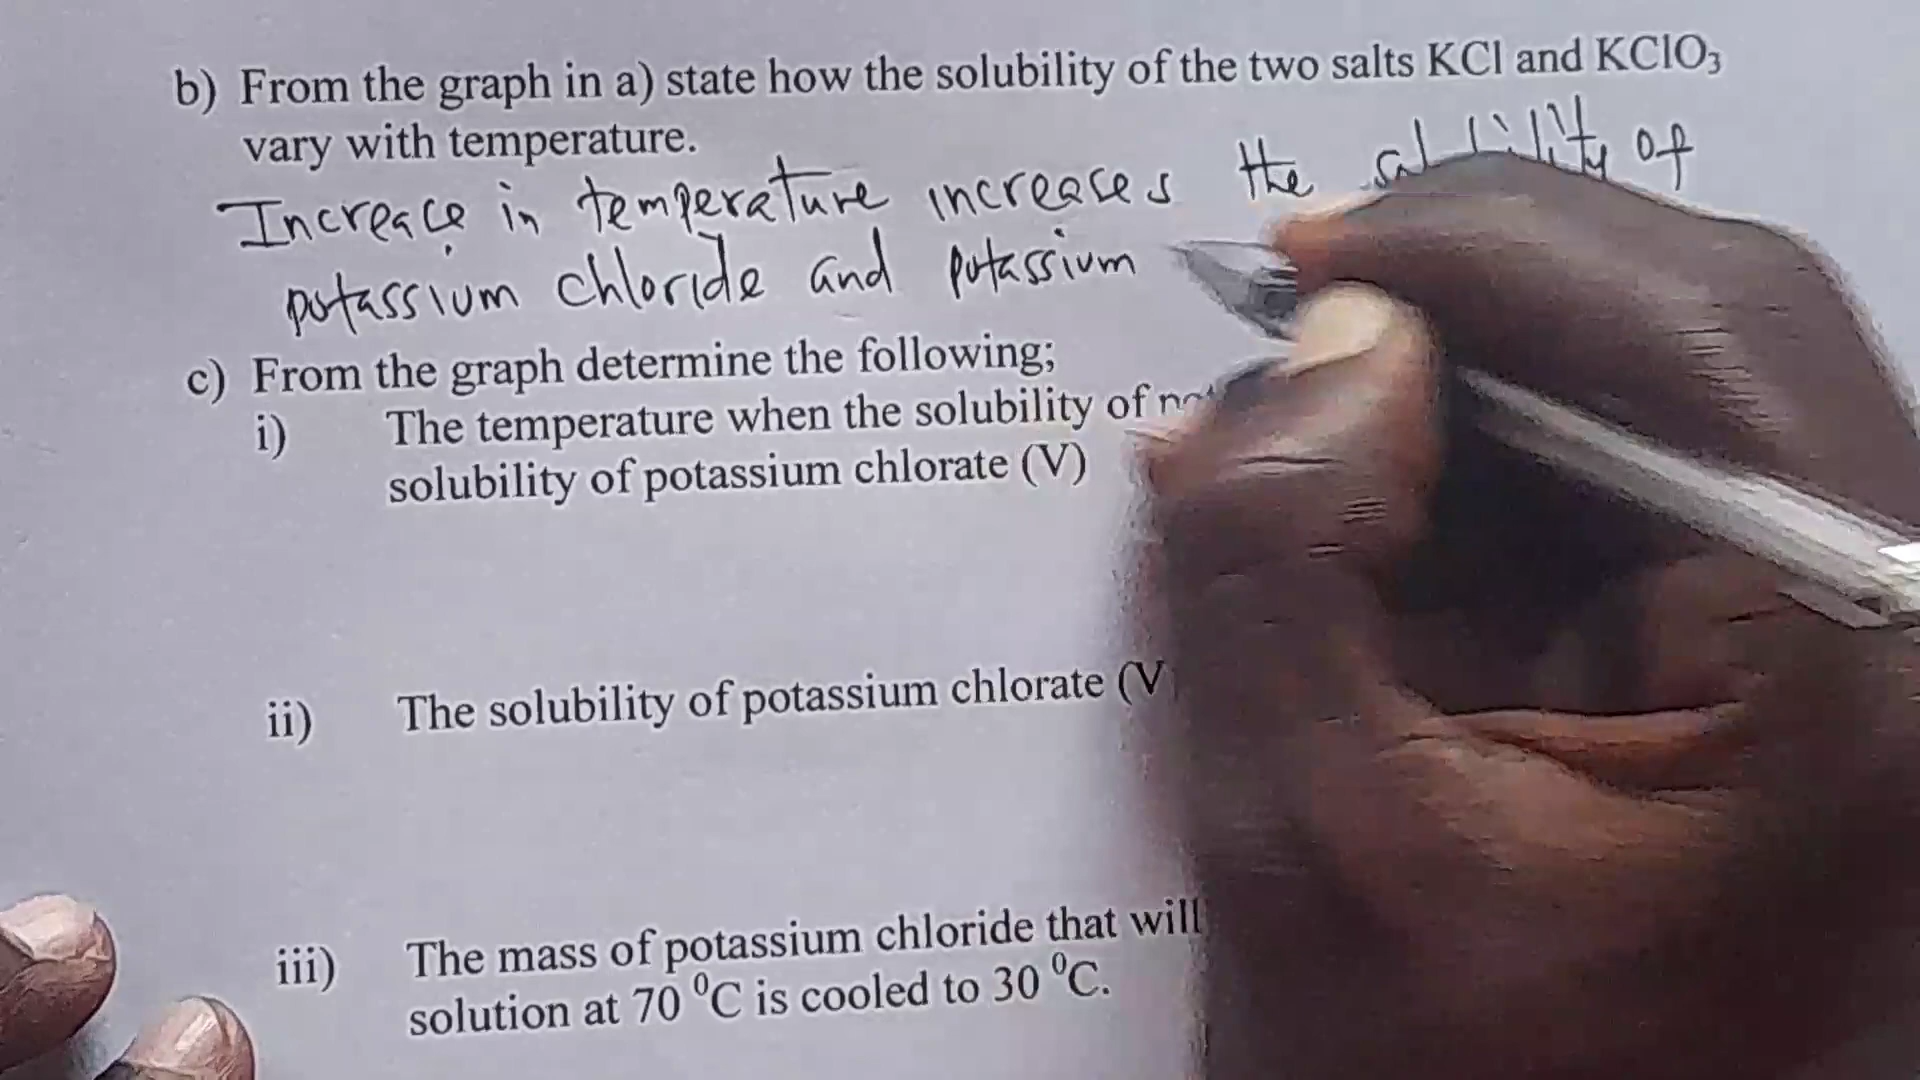 b) From the graph in a) state how the solubility of the two salts KCl and KClO₃
vary with temperature.
Increace in temperature increases the solubility of
potassium chloride and potassium
c) From the graph determine the following;
i) The temperature when the solubility of
solubility of potassium chlorate (V)
ii) The solubility of potassium chlorate (V
iii) The mass of potassium chloride that will
solution at 70 ⁰C is cooled to 30 ⁰C.